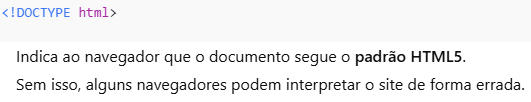 <!DOCTYPE html>
Indica ao navegador que o documento segue o padrão HTML5.
Sem isso, alguns navegadores podem interpretar o site de forma errada.